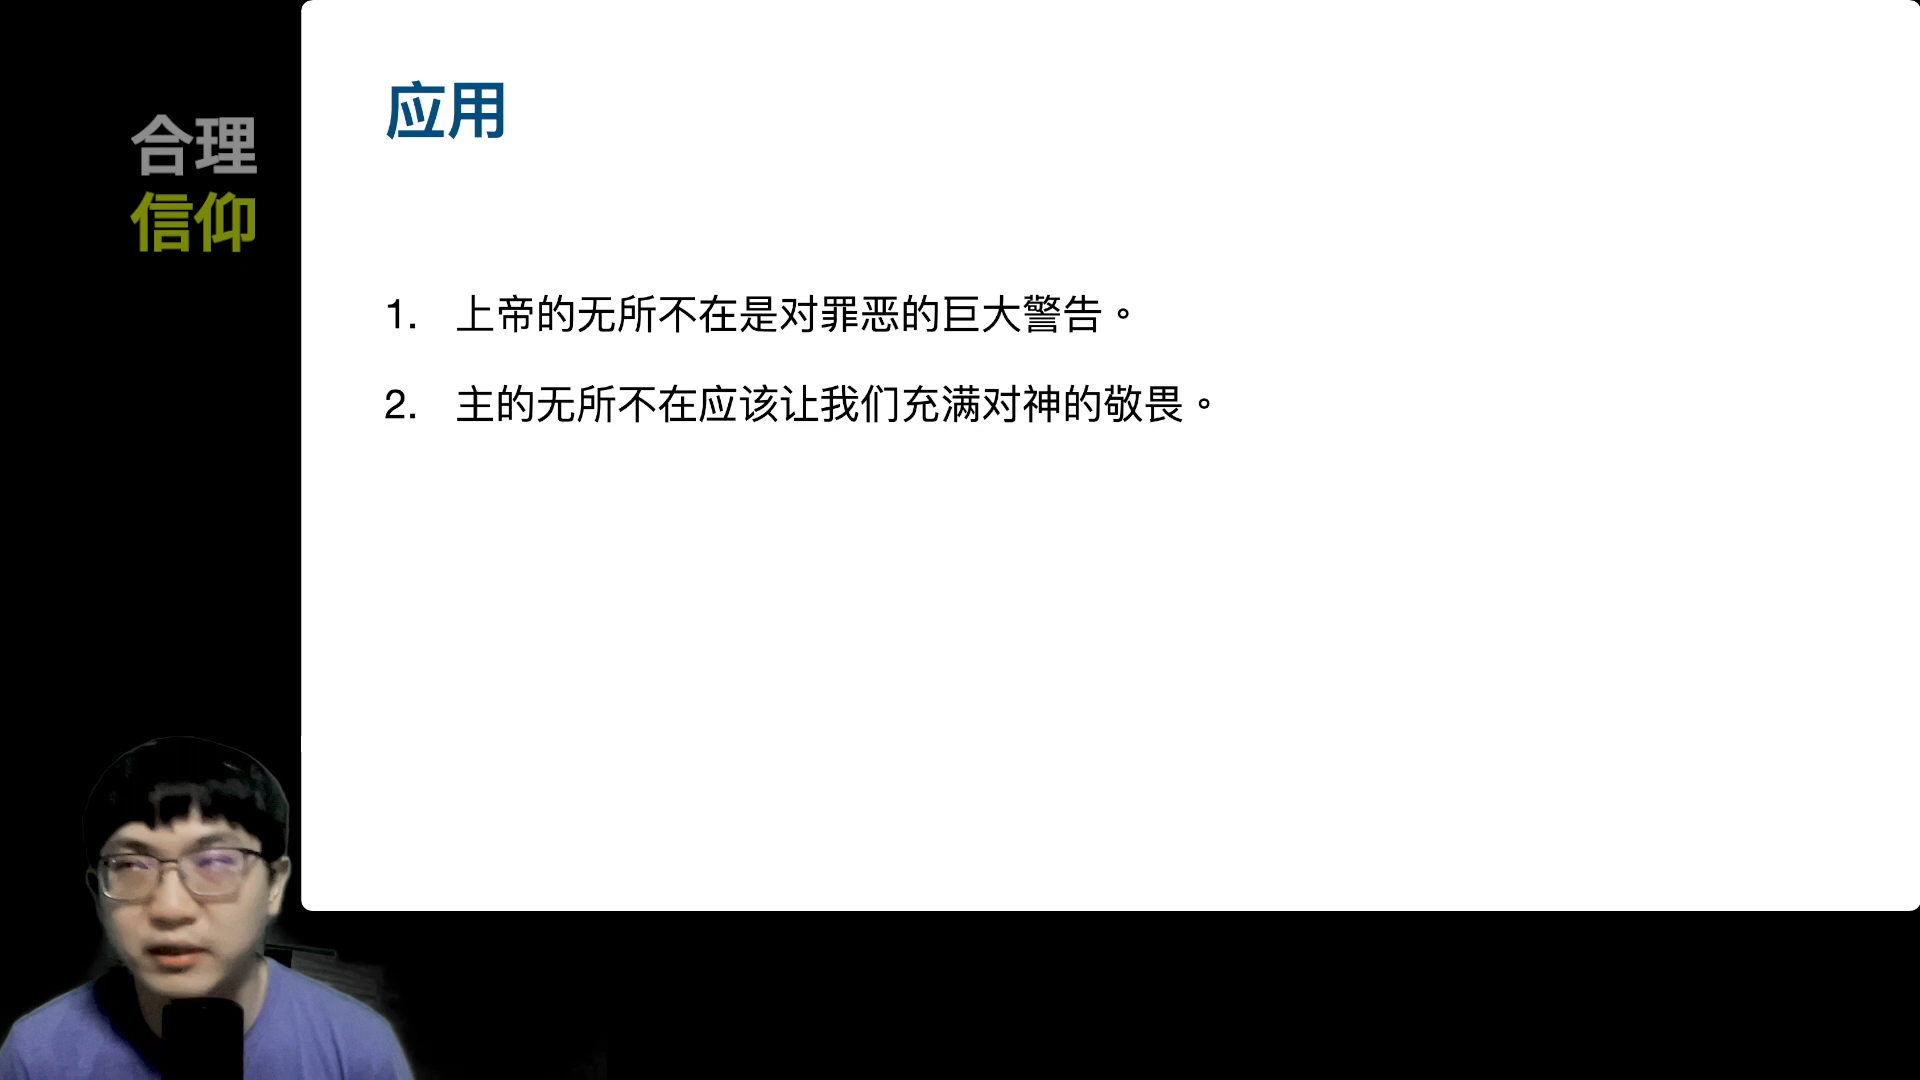 合理
信仰
应用
1. 上帝的无所不在是对罪恶的巨大警告。
2. 主的无所不在应该让我们充满对神的敬畏。